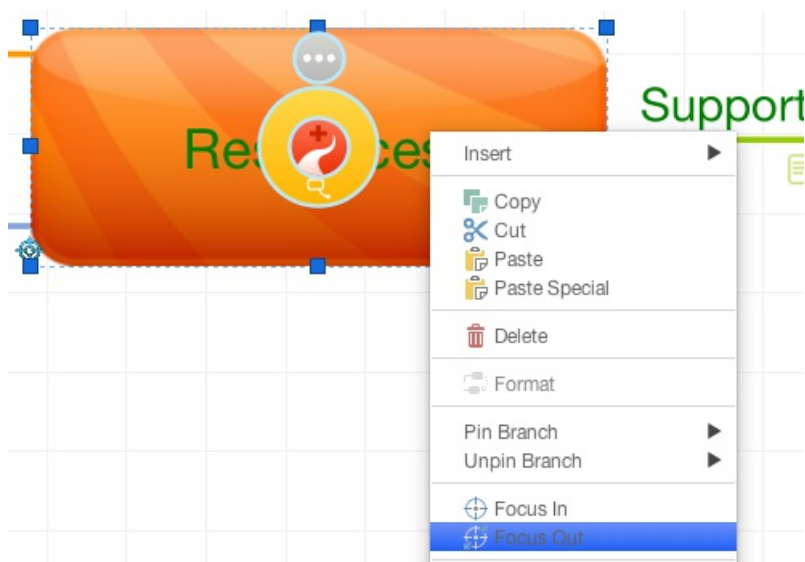 Support
Insert
Copy
Cut
Paste
Paste Special
Delete
Format
Pin Branch
Unpin Branch
Focus In
Focus Out